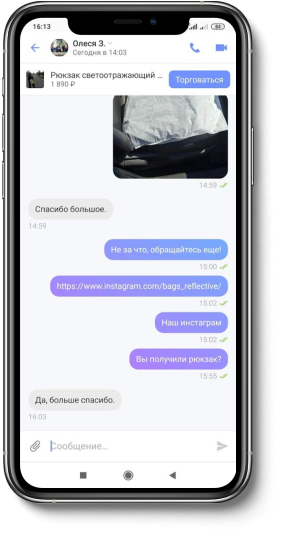 16:13
84
Олеся З.
Сегодня в 14:03
Рюкзак светоотражающий ...
1 890 ₽
Торговаться
14:59
Спасибо большое.
14:59
Не за что, обращайтесь еще!
15:00
https://www.instagram.com/bags_reflective/
15:02
Наш инстаграм
15:02
Вы получили рюкзак?
15:55
Да, больше спасибо.
16:03
Сообщение...